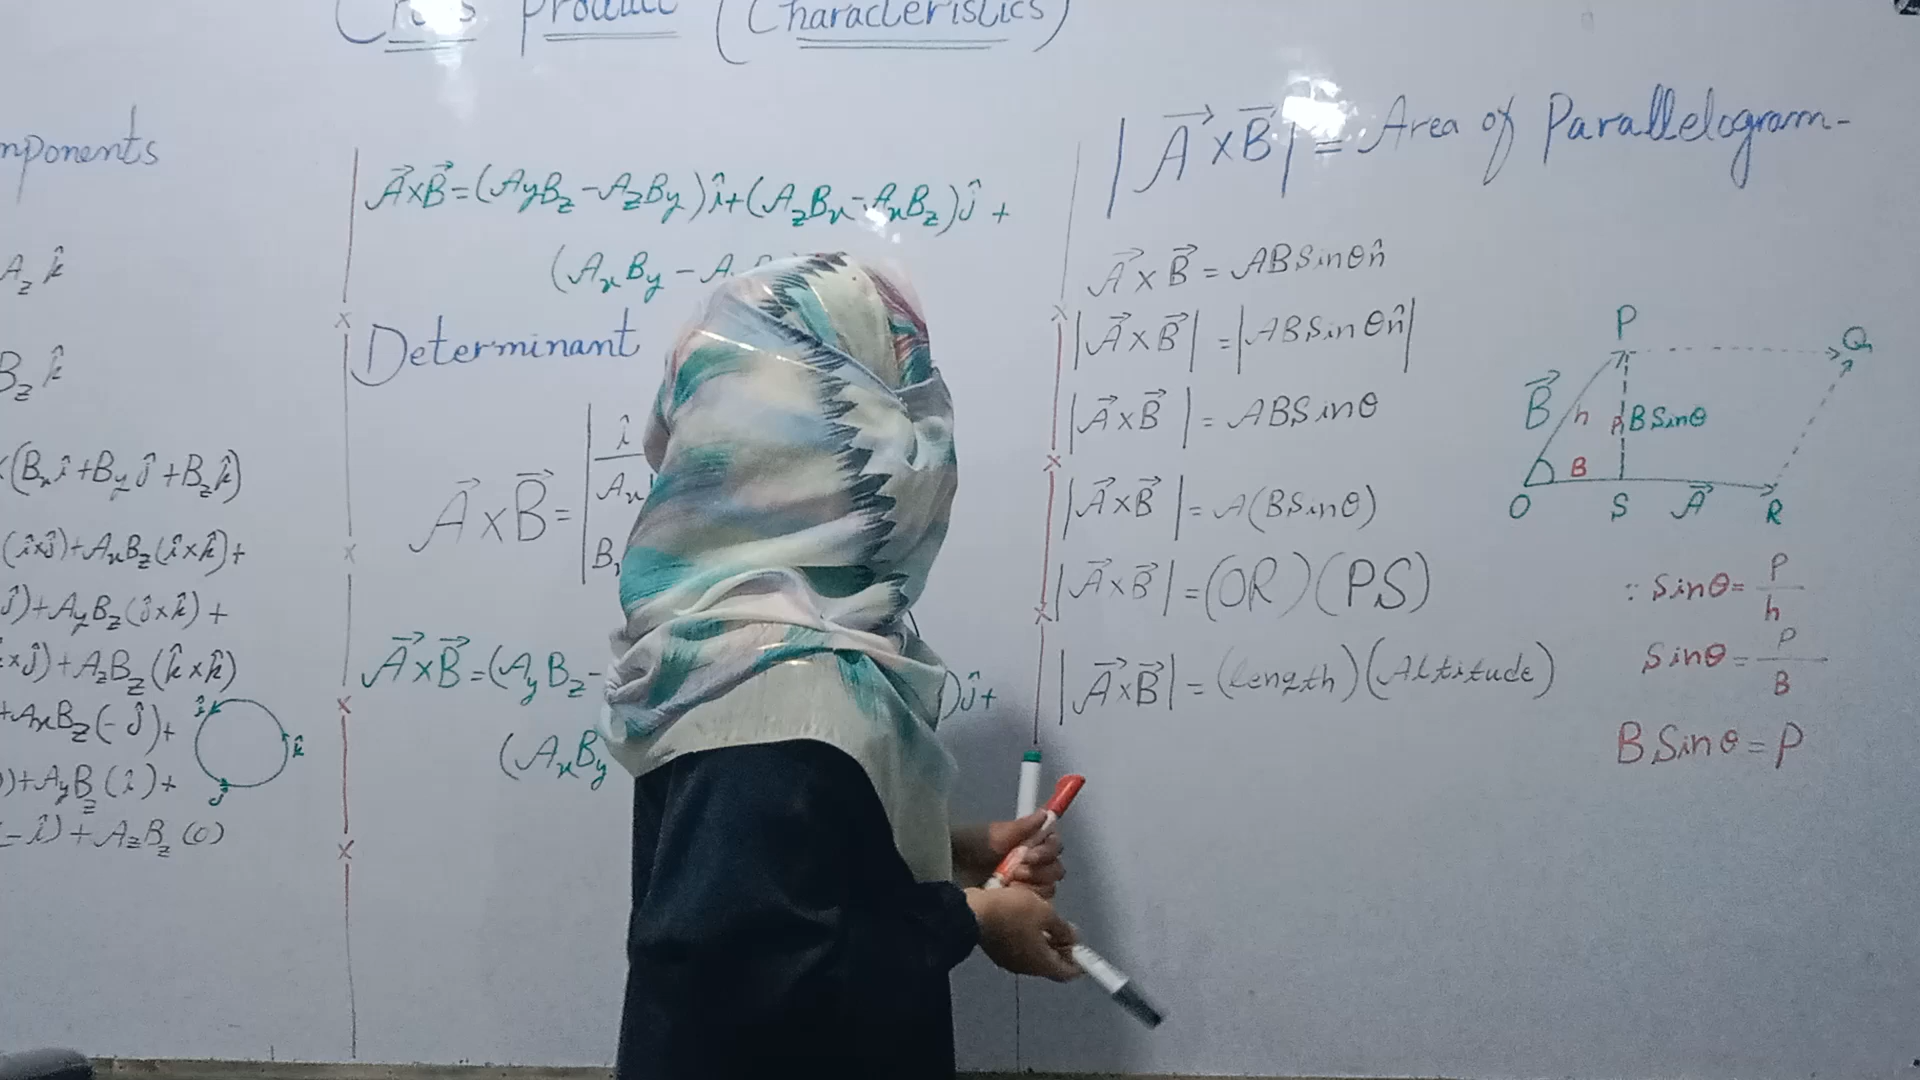 Cross Product (Characteristics)
mponents
A_z k̂
B_z k̂
(B_x î + B_y ĵ + B_z k̂)
(î×ĵ) + A_x B_z (î×k̂) +
ĵ) + A_y B_z (ĵ×k̂) +
×ĵ) + A_z B_z (k̂×k̂)
+ A_x B_z (-ĵ) +
) + A_y B_z (î) +
(-î) + A_z B_z (0)
î
k̂
ĵ
A⃗×B⃗ = (A_y B_z - A_z B_y) î + (A_z B_x - A_x B_z) ĵ +
(A_x B_y - A
Determinant
î
A⃗×B⃗ =
A_x
B_x
A⃗×B⃗ = (A_y B_z - )ĵ +
(A_x B_y
|A⃗×B⃗| = Area of Parallelogram-
A⃗×B⃗ = AB Sinθ n̂
|A⃗×B⃗| = |AB Sinθ n̂|
|A⃗×B⃗| = AB Sinθ
|A⃗×B⃗| = A(B Sinθ)
|A⃗×B⃗| = (OR)(PS)
|A⃗×B⃗| = (length)(Altitude)
P
Q
B⃗
h
P
B Sinθ
B
O
S
A⃗
R
∵ Sinθ = P/h
Sinθ = P/B
B Sinθ = P